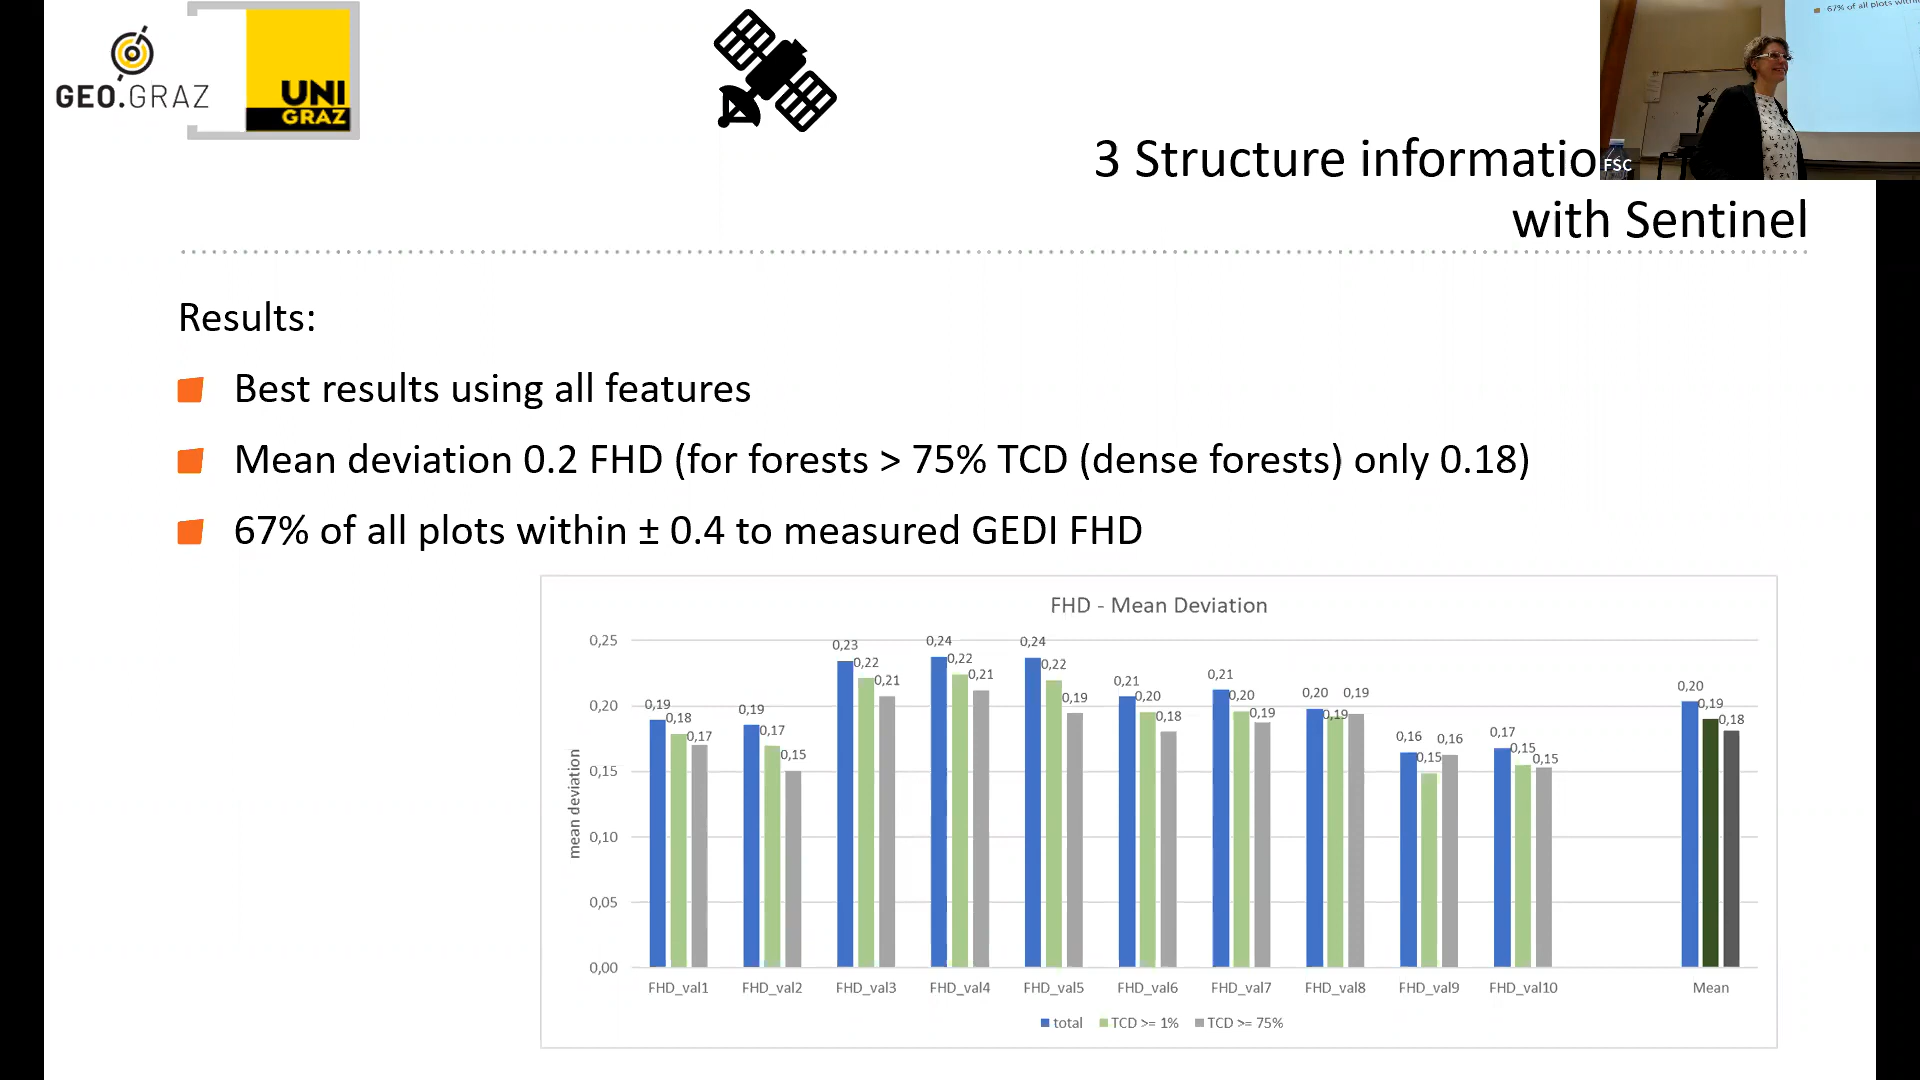 GEO.GRAZ
UNI
GRAZ
67% of all plots within
FSC
3 Structure informatio
with Sentinel
Results:
Best results using all features
Mean deviation 0.2 FHD (for forests > 75% TCD (dense forests) only 0.18)
67% of all plots within ± 0.4 to measured GEDI FHD
FHD - Mean Deviation
mean deviation
0,25
0,20
0,15
0,10
0,05
0,00
0,19 0,18 0,17
0,19 0,17 0,15
0,23 0,22 0,21
0,24 0,22 0,21
0,24 0,22 0,19
0,21 0,20 0,18
0,21 0,20 0,19
0,20 0,19 0,19
0,16 0,15 0,16
0,17 0,15 0,15
0,20 0,19 0,18
FHD_val1 FHD_val2 FHD_val3 FHD_val4 FHD_val5 FHD_val6 FHD_val7 FHD_val8 FHD_val9 FHD_val10 Mean
total TCD >= 1% TCD >= 75%